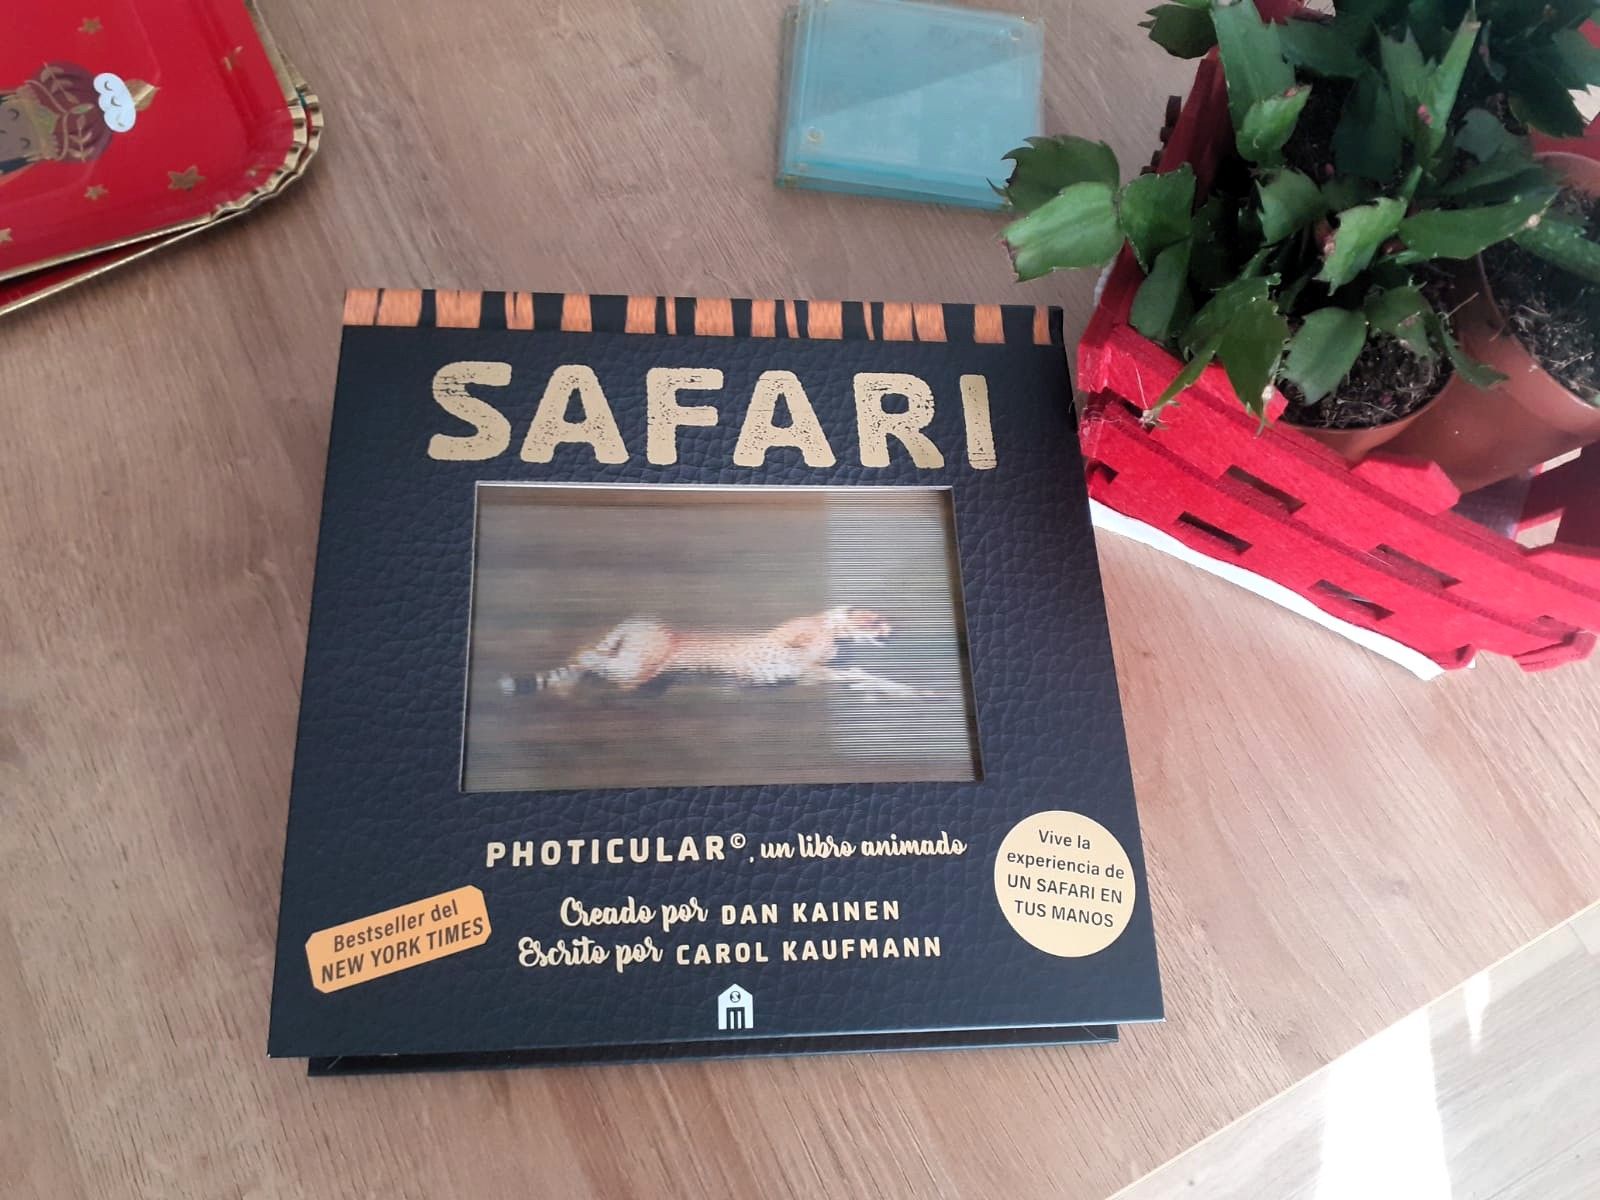 SAFARI
PHOTICULAR©, un libro animado
Creado por DAN KAINEN
Escrito por CAROL KAUFMANN
Bestseller del
NEW YORK TIMES
Vive la
experiencia de
UN SAFARI EN
TUS MANOS